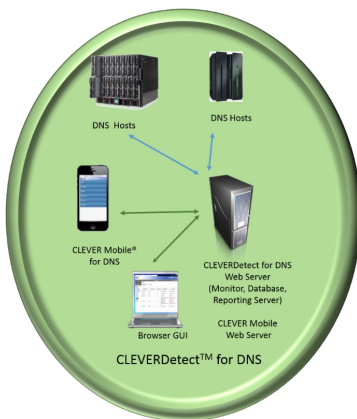 DNS Hosts
DNS Hosts
CLEVER Mobile®
for DNS
CLEVERDetect for DNS
Web Server
(Monitor, Database,
Reporting Server)
CLEVER Mobile
Web Server
Browser GUI
CLEVERDetect™ for DNS